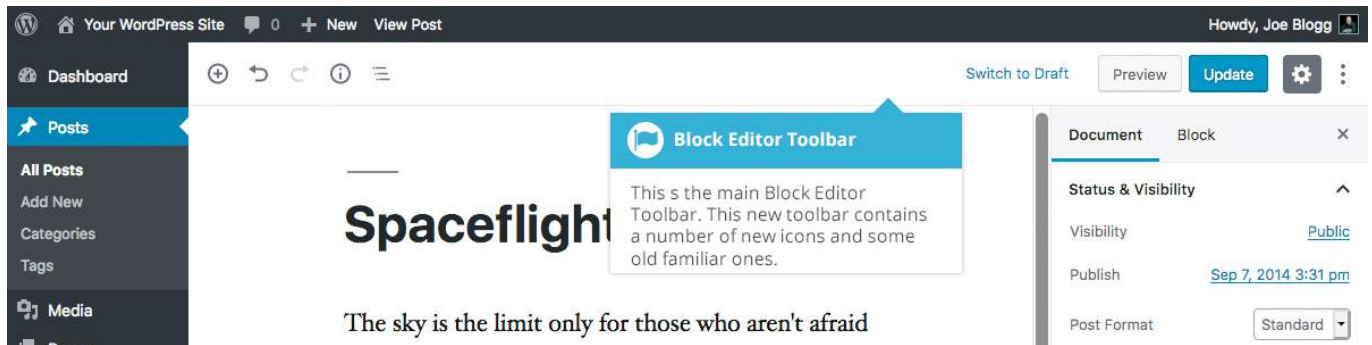 Your WordPress Site 0 + New View Post Howdy, Joe Blogg
Dashboard
Switch to Draft Preview Update
Posts
All Posts
Add New
Categories
Tags
Media
Block Editor Toolbar
This s the main Block Editor
Toolbar. This new toolbar contains
a number of new icons and some
old familiar ones.
Spaceflight
The sky is the limit only for those who aren't afraid
Document Block
Status & Visibility
Visibility Public
Publish Sep 7, 2014 3:31 pm
Post Format Standard